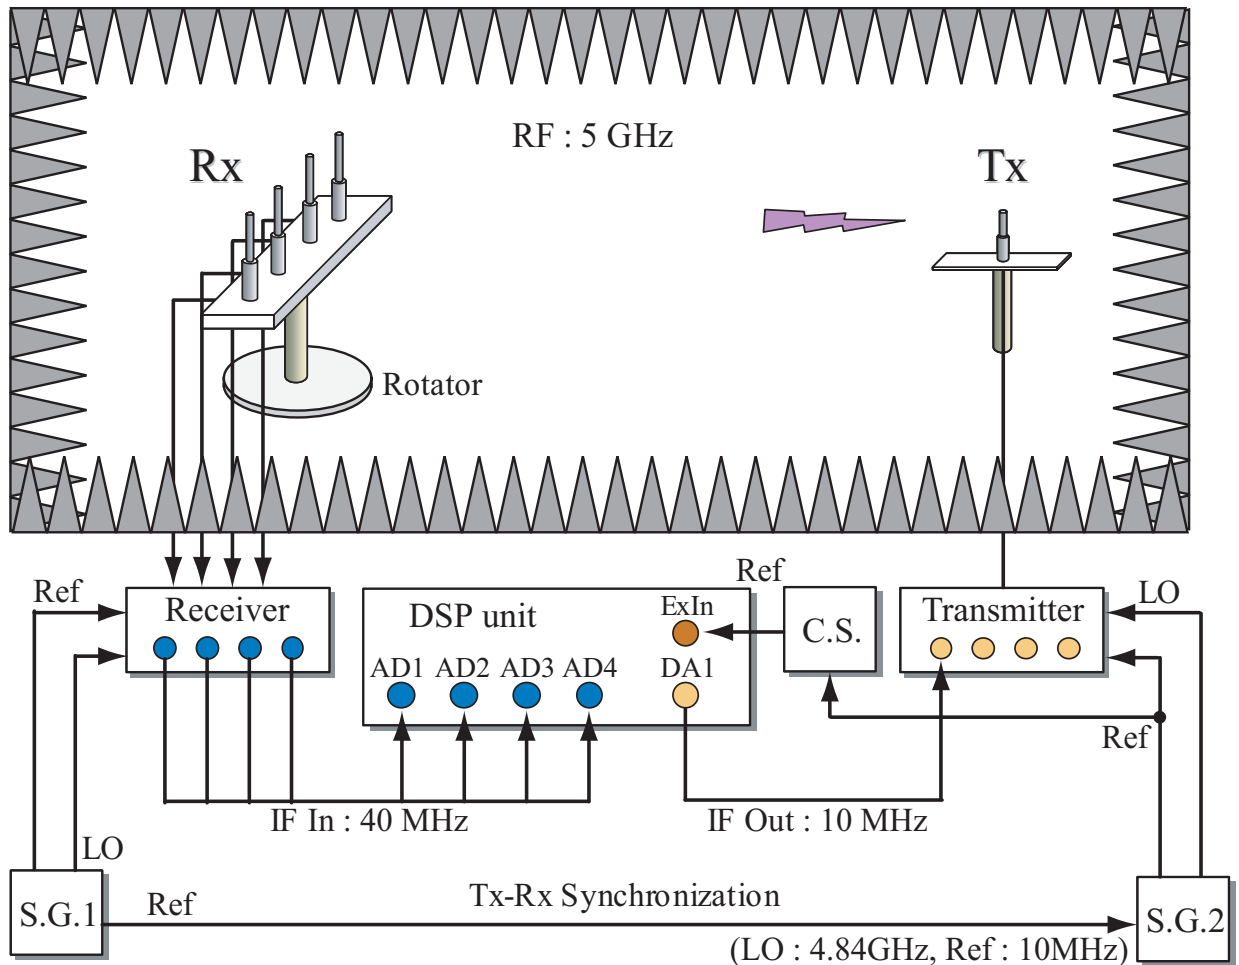 RF : 5 GHz
Rx
Tx
Rotator
Ref
Receiver
DSP unit
Ref
ExIn
C.S.
Transmitter
LO
AD1 AD2 AD3 AD4 DA1
Ref
IF In : 40 MHz
IF Out : 10 MHz
LO
S.G.1
Ref
Tx-Rx Synchronization
S.G.2
(LO : 4.84GHz, Ref : 10MHz)